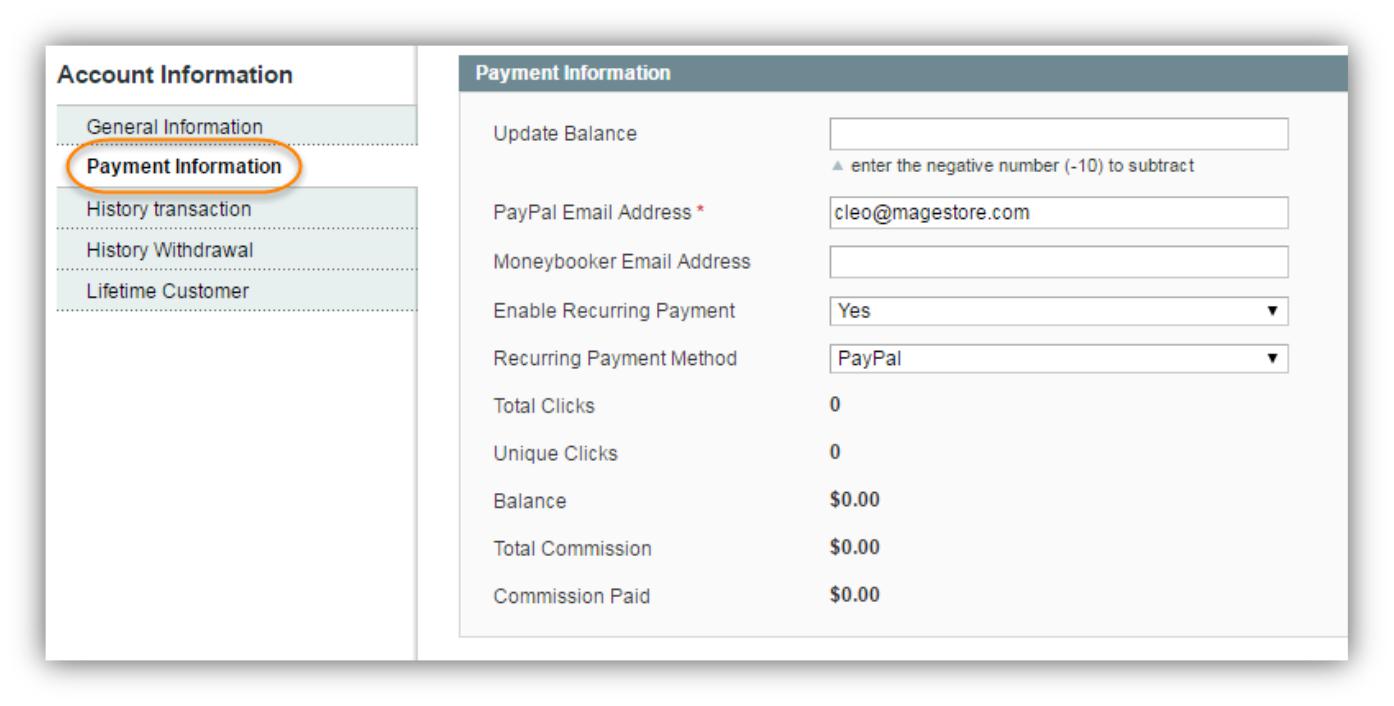 Account Information
General Information
Payment Information
History transaction
History Withdrawal
Lifetime Customer
Payment Information
Update Balance
▲ enter the negative number (-10) to subtract
PayPal Email Address * cleo@magestore.com
Moneybooker Email Address
Enable Recurring Payment Yes ▼
Recurring Payment Method PayPal ▼
Total Clicks 0
Unique Clicks 0
Balance $0.00
Total Commission $0.00
Commission Paid $0.00